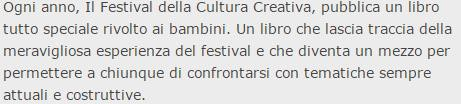 Ogni anno, Il Festival della Cultura Creativa, pubblica un libro
tutto speciale rivolto ai bambini. Un libro che lascia traccia della
meravigliosa esperienza del festival e che diventa un mezzo per
permettere a chiunque di confrontarsi con tematiche sempre
attuali e costruttive.